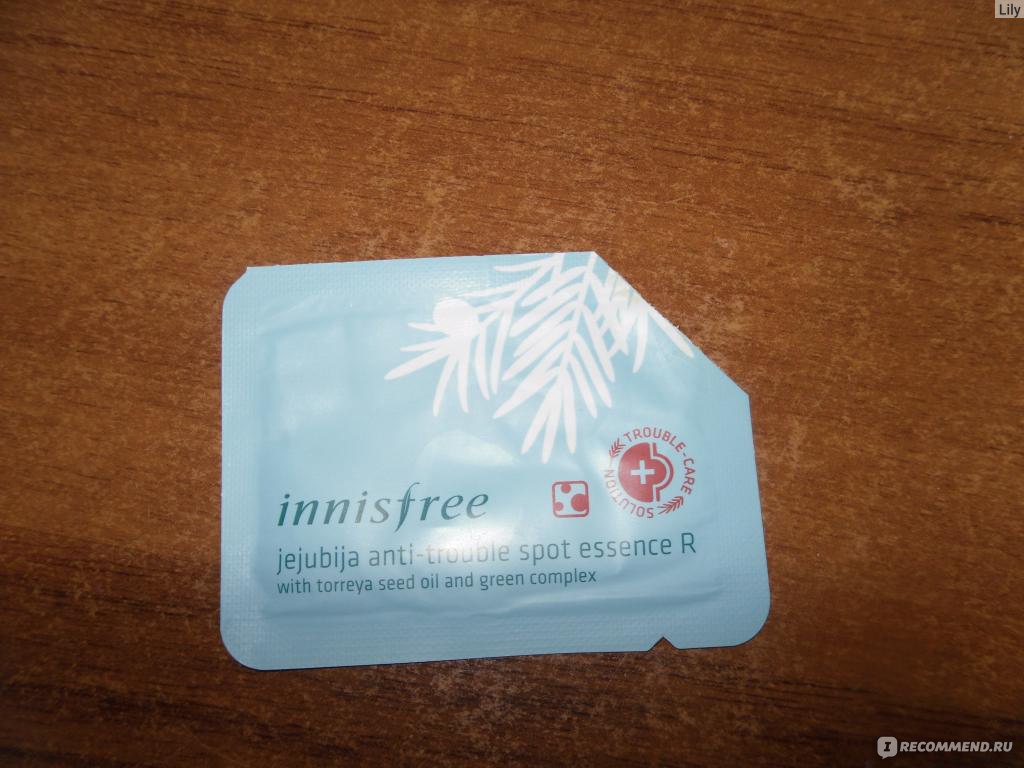 Lily
TROUBLE-CARE SOLUTION
innisfree
jejubija anti-trouble spot essence R
with torreya seed oil and green complex
I RECOMMEND.RU